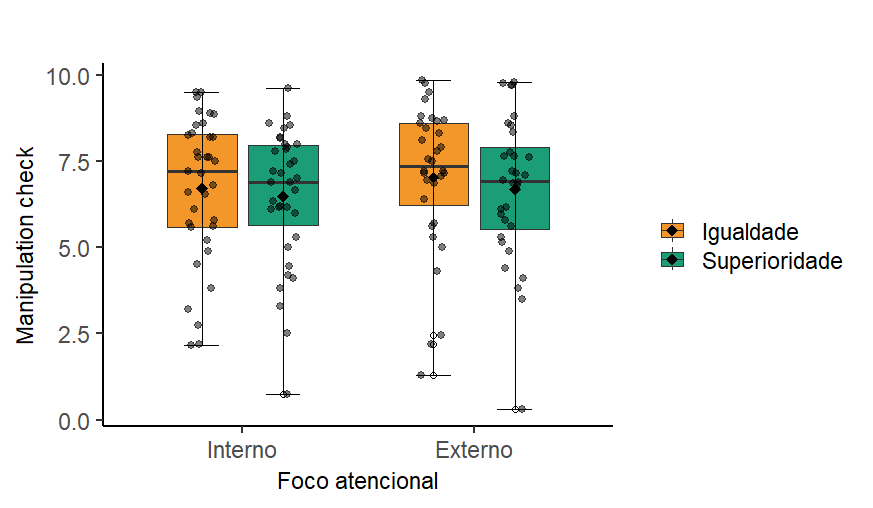 Manipulation check
10.0
7.5
5.0
2.5
0.0
Interno
Externo
Foco atencional
Igualdade
Superioridade